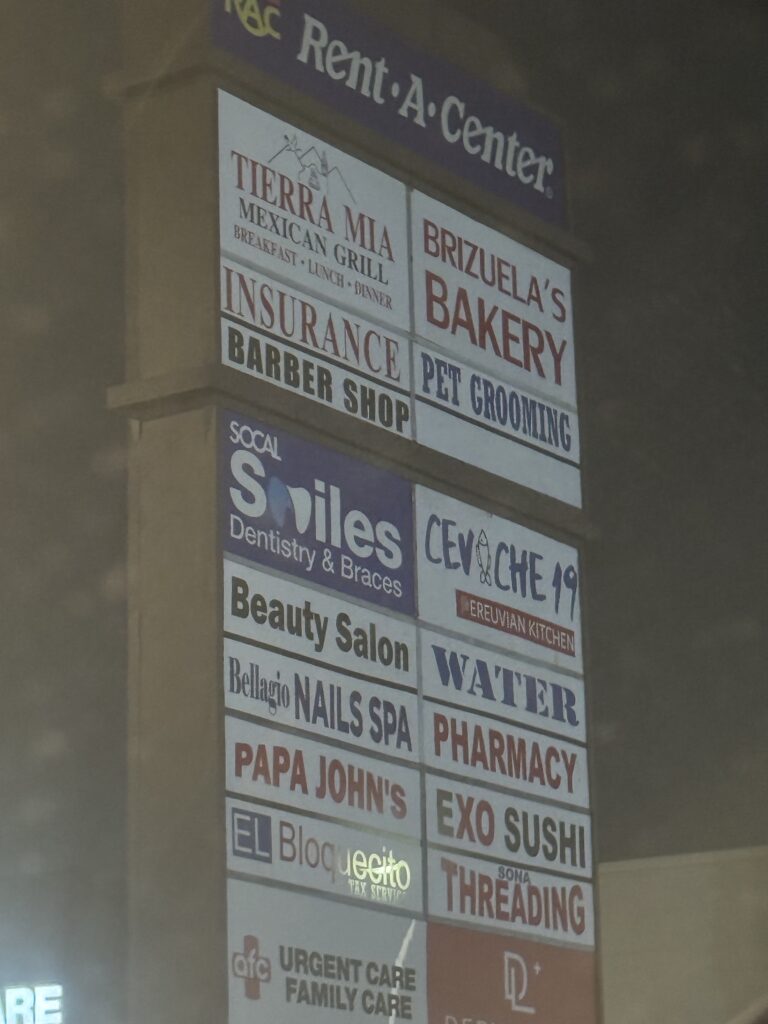 RAC Rent·A·Center
TIERRA MIA
MEXICAN GRILL
BREAKFAST • LUNCH • DINNER
INSURANCE
BARBER SHOP
BRIZUELA'S
BAKERY
PET GROOMING
SOCAL
Smiles
Dentistry & Braces
Beauty Salon
Bellagio NAILS SPA
PAPA JOHN'S
EL Bloquecito
TAX SERVICE
afc URGENT CARE
FAMILY CARE
CEVICHE 19
PERUVIAN KITCHEN
WATER
PHARMACY
EXO SUSHI
SONA
THREADING
DL